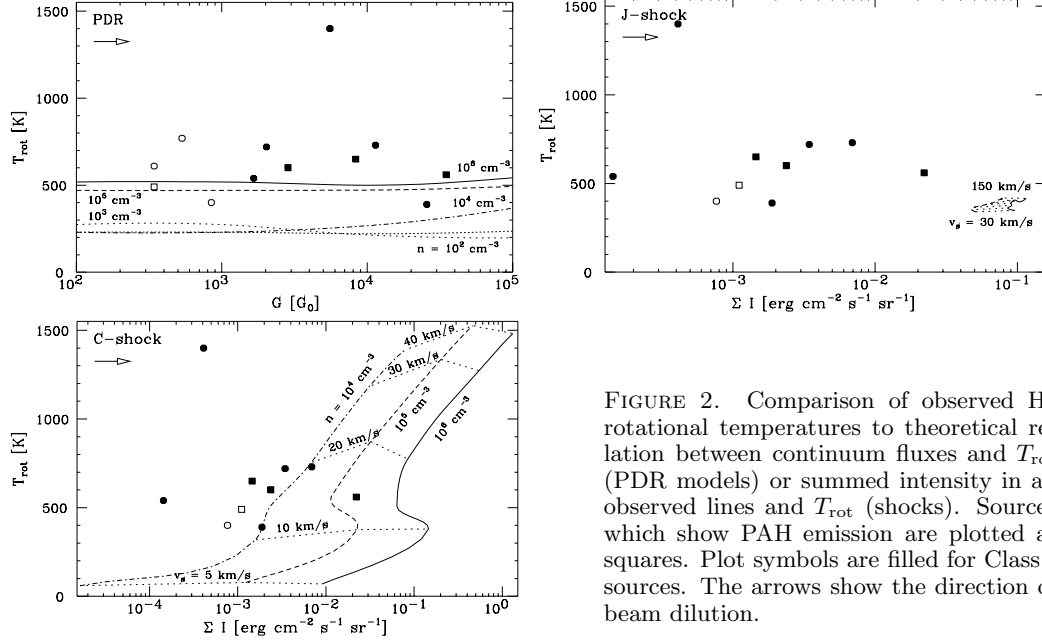 PDR
1500
1000
500
0
T_rot [K]
10^6 cm^-3
10^5 cm^-3
10^3 cm^-3
10^4 cm^-3
n = 10^2 cm^-3
10^2
10^3
10^4
10^5
G [G_0]
J-shock
1500
1000
500
0
T_rot [K]
150 km/s
v_s = 30 km/s
10^-3
10^-2
10^-1
Σ I [erg cm^-2 s^-1 sr^-1]
C-shock
1500
1000
500
0
T_rot [K]
40 km/s
30 km/s
n = 10^4 cm^-3
10^5 cm^-3
10^6 cm^-3
20 km/s
10 km/s
v_s = 5 km/s
10^-4
10^-3
10^-2
10^-1
10^0
Σ I [erg cm^-2 s^-1 sr^-1]
FIGURE 2. Comparison of observed H
rotational temperatures to theoretical re
lation between continuum fluxes and T_ro
(PDR models) or summed intensity in a
observed lines and T_rot (shocks). Source
which show PAH emission are plotted a
squares. Plot symbols are filled for Class
sources. The arrows show the direction o
beam dilution.